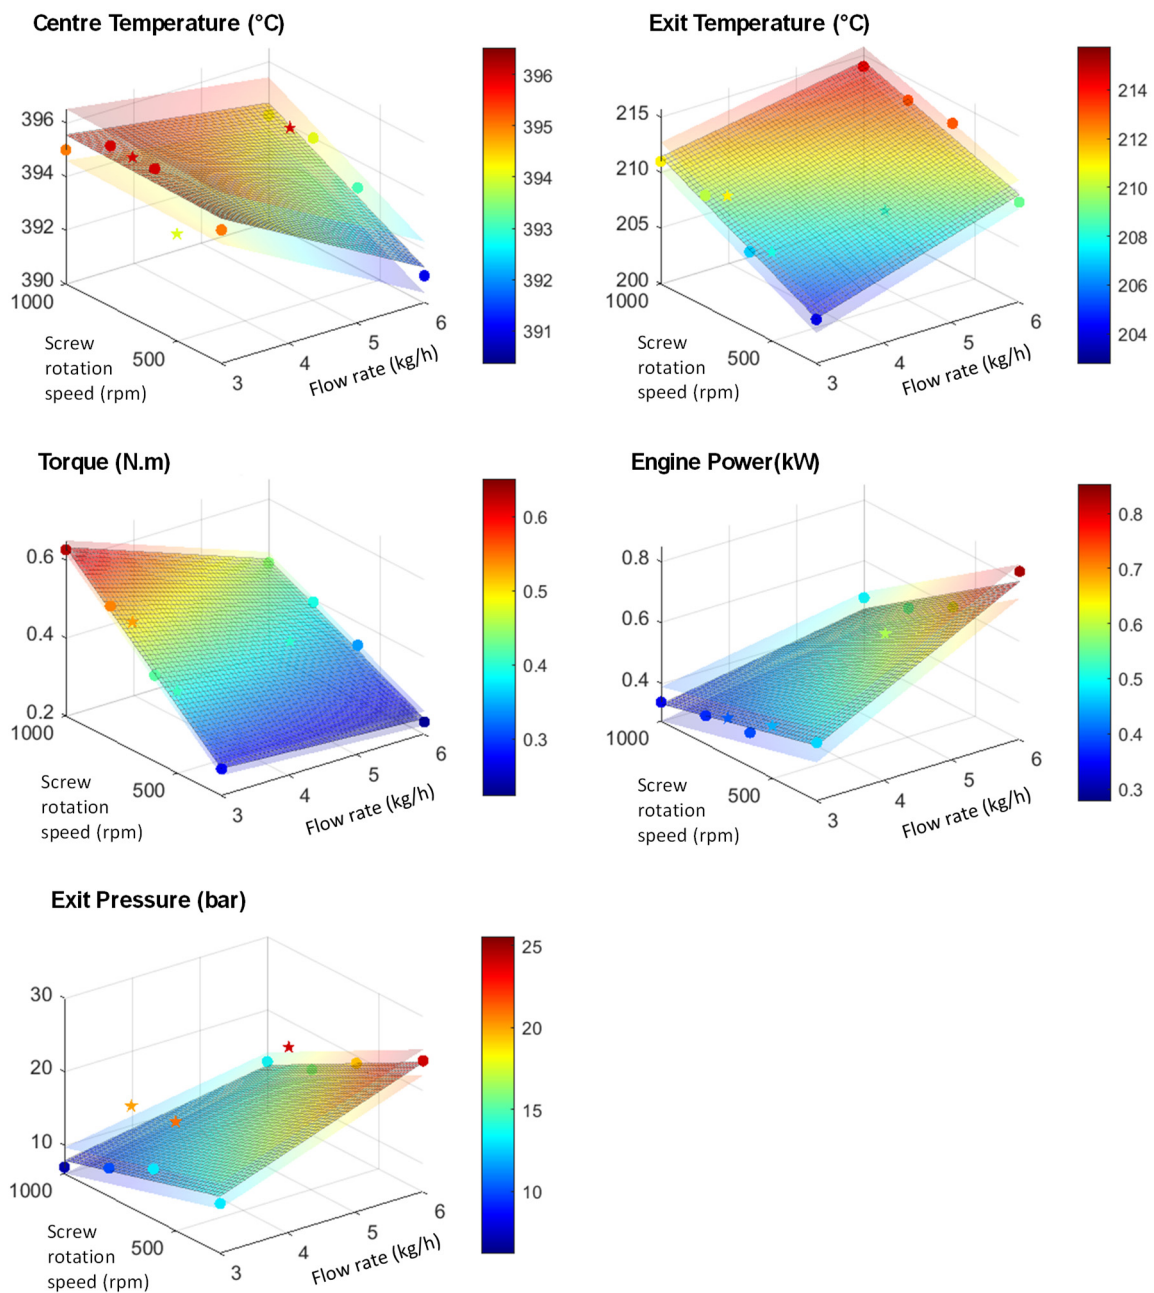 Centre Temperature (°C)
396
394
392
390
1000
500
Screw
rotation
speed (rpm)
3
4
5
6
Flow rate (kg/h)
396
395
394
393
392
391
Exit Temperature (°C)
215
210
205
200
1000
500
Screw
rotation
speed (rpm)
3
4
5
6
Flow rate (kg/h)
214
212
210
208
206
204
Torque (N.m)
0.6
0.4
0.2
1000
500
Screw
rotation
speed (rpm)
3
4
5
6
Flow rate (kg/h)
0.6
0.5
0.4
0.3
Engine Power(kW)
0.8
0.6
0.4
1000
500
Screw
rotation
speed (rpm)
3
4
5
6
Flow rate (kg/h)
0.8
0.7
0.6
0.5
0.4
0.3
Exit Pressure (bar)
30
20
10
1000
500
Screw
rotation
speed (rpm)
3
4
5
6
Flow rate (kg/h)
25
20
15
10